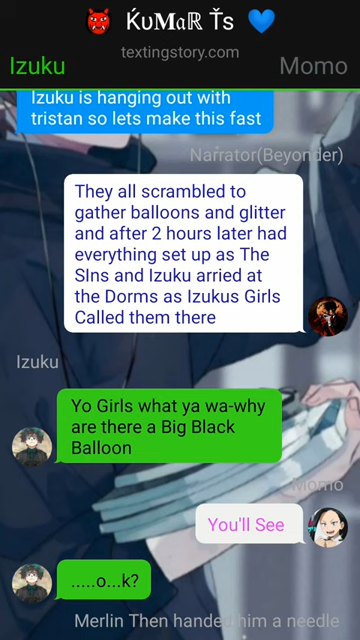 👹 ḰυMαℝ Ťs 💙
textingstory.com
Izuku
Momo
Izuku is hanging out with
tristan so lets make this fast
Narrator(Beyonder)
They all scrambled to
gather balloons and glitter
and after 2 hours later had
everything set up as The
SIns and Izuku arried at
the Dorms as Izukus Girls
Called them there
Izuku
Yo Girls what ya wa-why
are there a Big Black
Balloon
Momo
You'll See
.....o...k?
Merlin Then handed him a needle